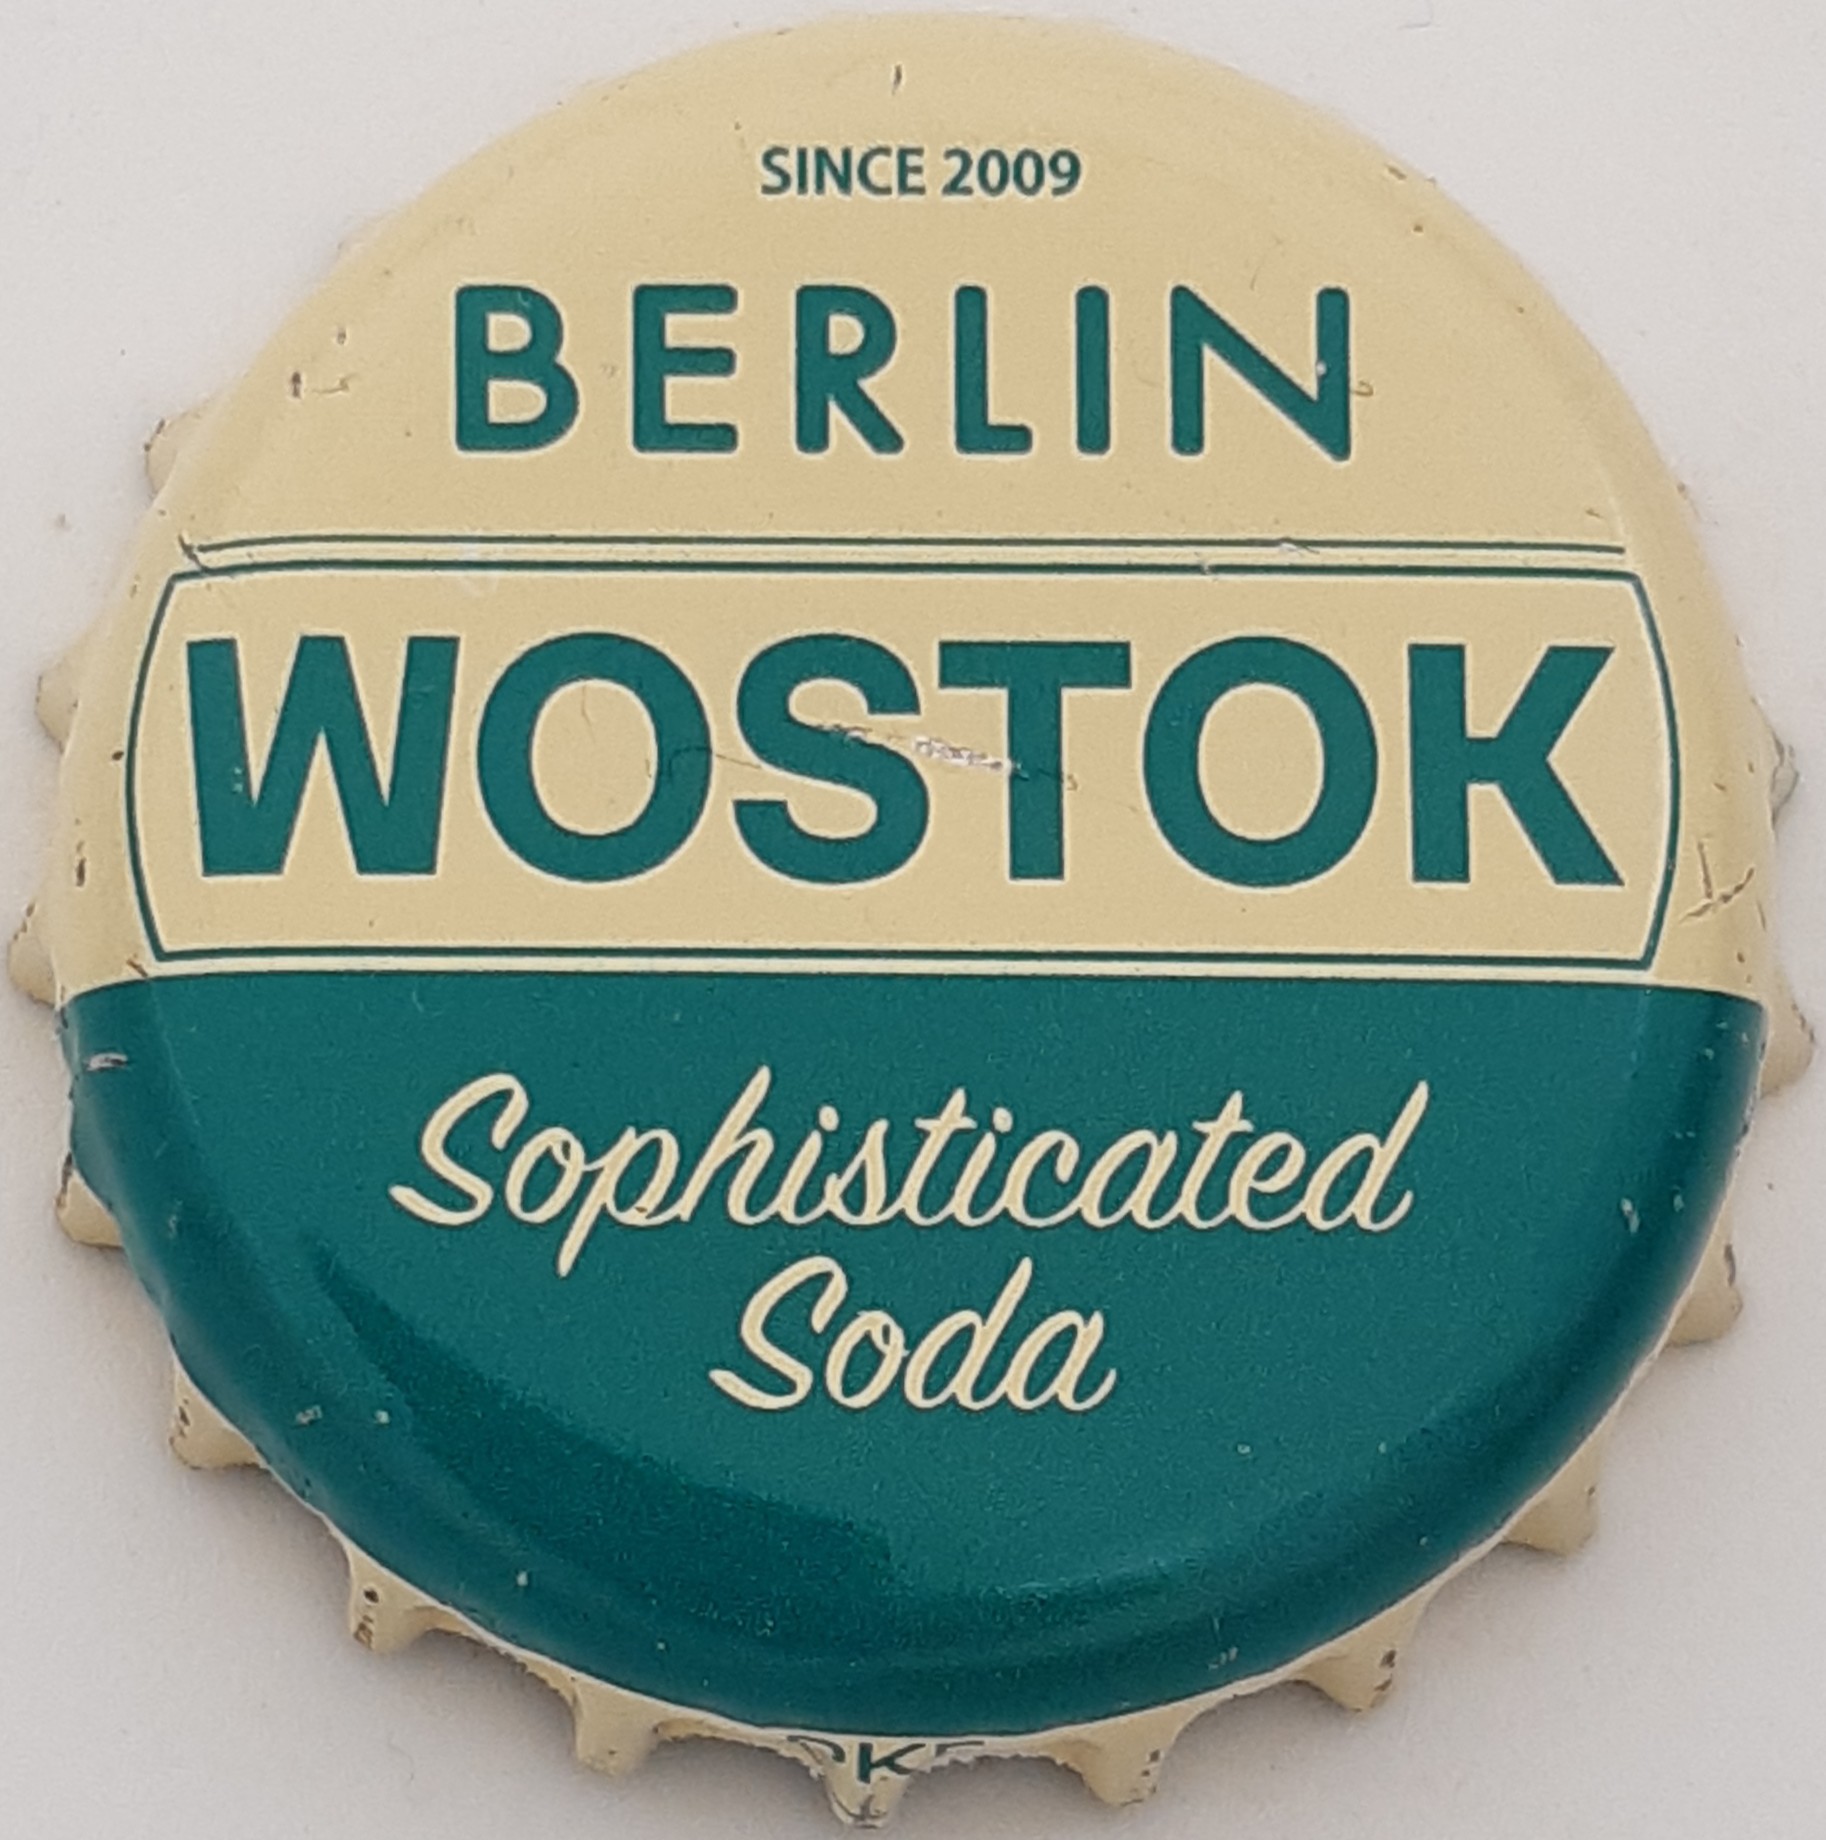 SINCE 2009
BERLIN
WOSTOK
Sophisticated
Soda